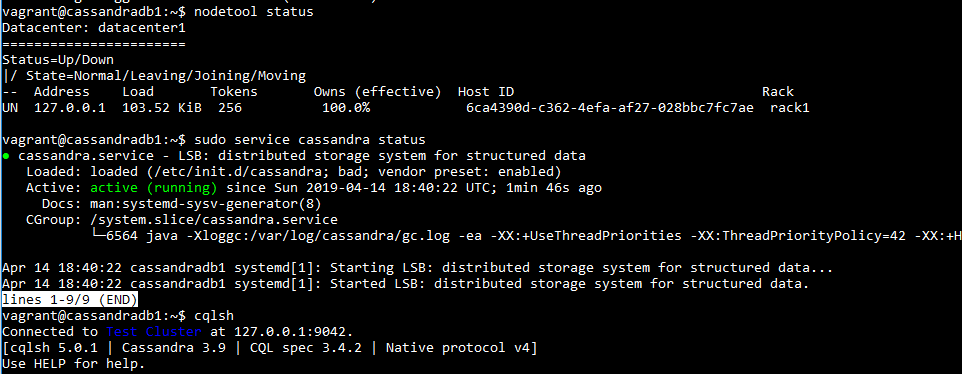 vagrant@cassandradb1:~$ nodetool status
Datacenter: datacenter1
=======================
Status=Up/Down
|/ State=Normal/Leaving/Joining/Moving
--  Address    Load       Tokens       Owns (effective)  Host ID                               Rack
UN  127.0.0.1  103.52 KiB  256         100.0%            6ca4390d-c362-4efa-af27-028bbc7fc7ae  rack1
vagrant@cassandradb1:~$ sudo service cassandra status
● cassandra.service - LSB: distributed storage system for structured data
Loaded: loaded (/etc/init.d/cassandra; bad; vendor preset: enabled)
Active: active (running) since Sun 2019-04-14 18:40:22 UTC; 1min 46s ago
Docs: man:systemd-sysv-generator(8)
CGroup: /system.slice/cassandra.service
└─6564 java -Xloggc:/var/log/cassandra/gc.log -ea -XX:+UseThreadPriorities -XX:ThreadPriorityPolicy=42 -XX:+H
Apr 14 18:40:22 cassandradb1 systemd[1]: Starting LSB: distributed storage system for structured data...
Apr 14 18:40:22 cassandradb1 systemd[1]: Started LSB: distributed storage system for structured data.
lines 1-9/9 (END)
vagrant@cassandradb1:~$ cqlsh
Connected to Test Cluster at 127.0.0.1:9042.
[cqlsh 5.0.1 | Cassandra 3.9 | CQL spec 3.4.2 | Native protocol v4]
Use HELP for help.